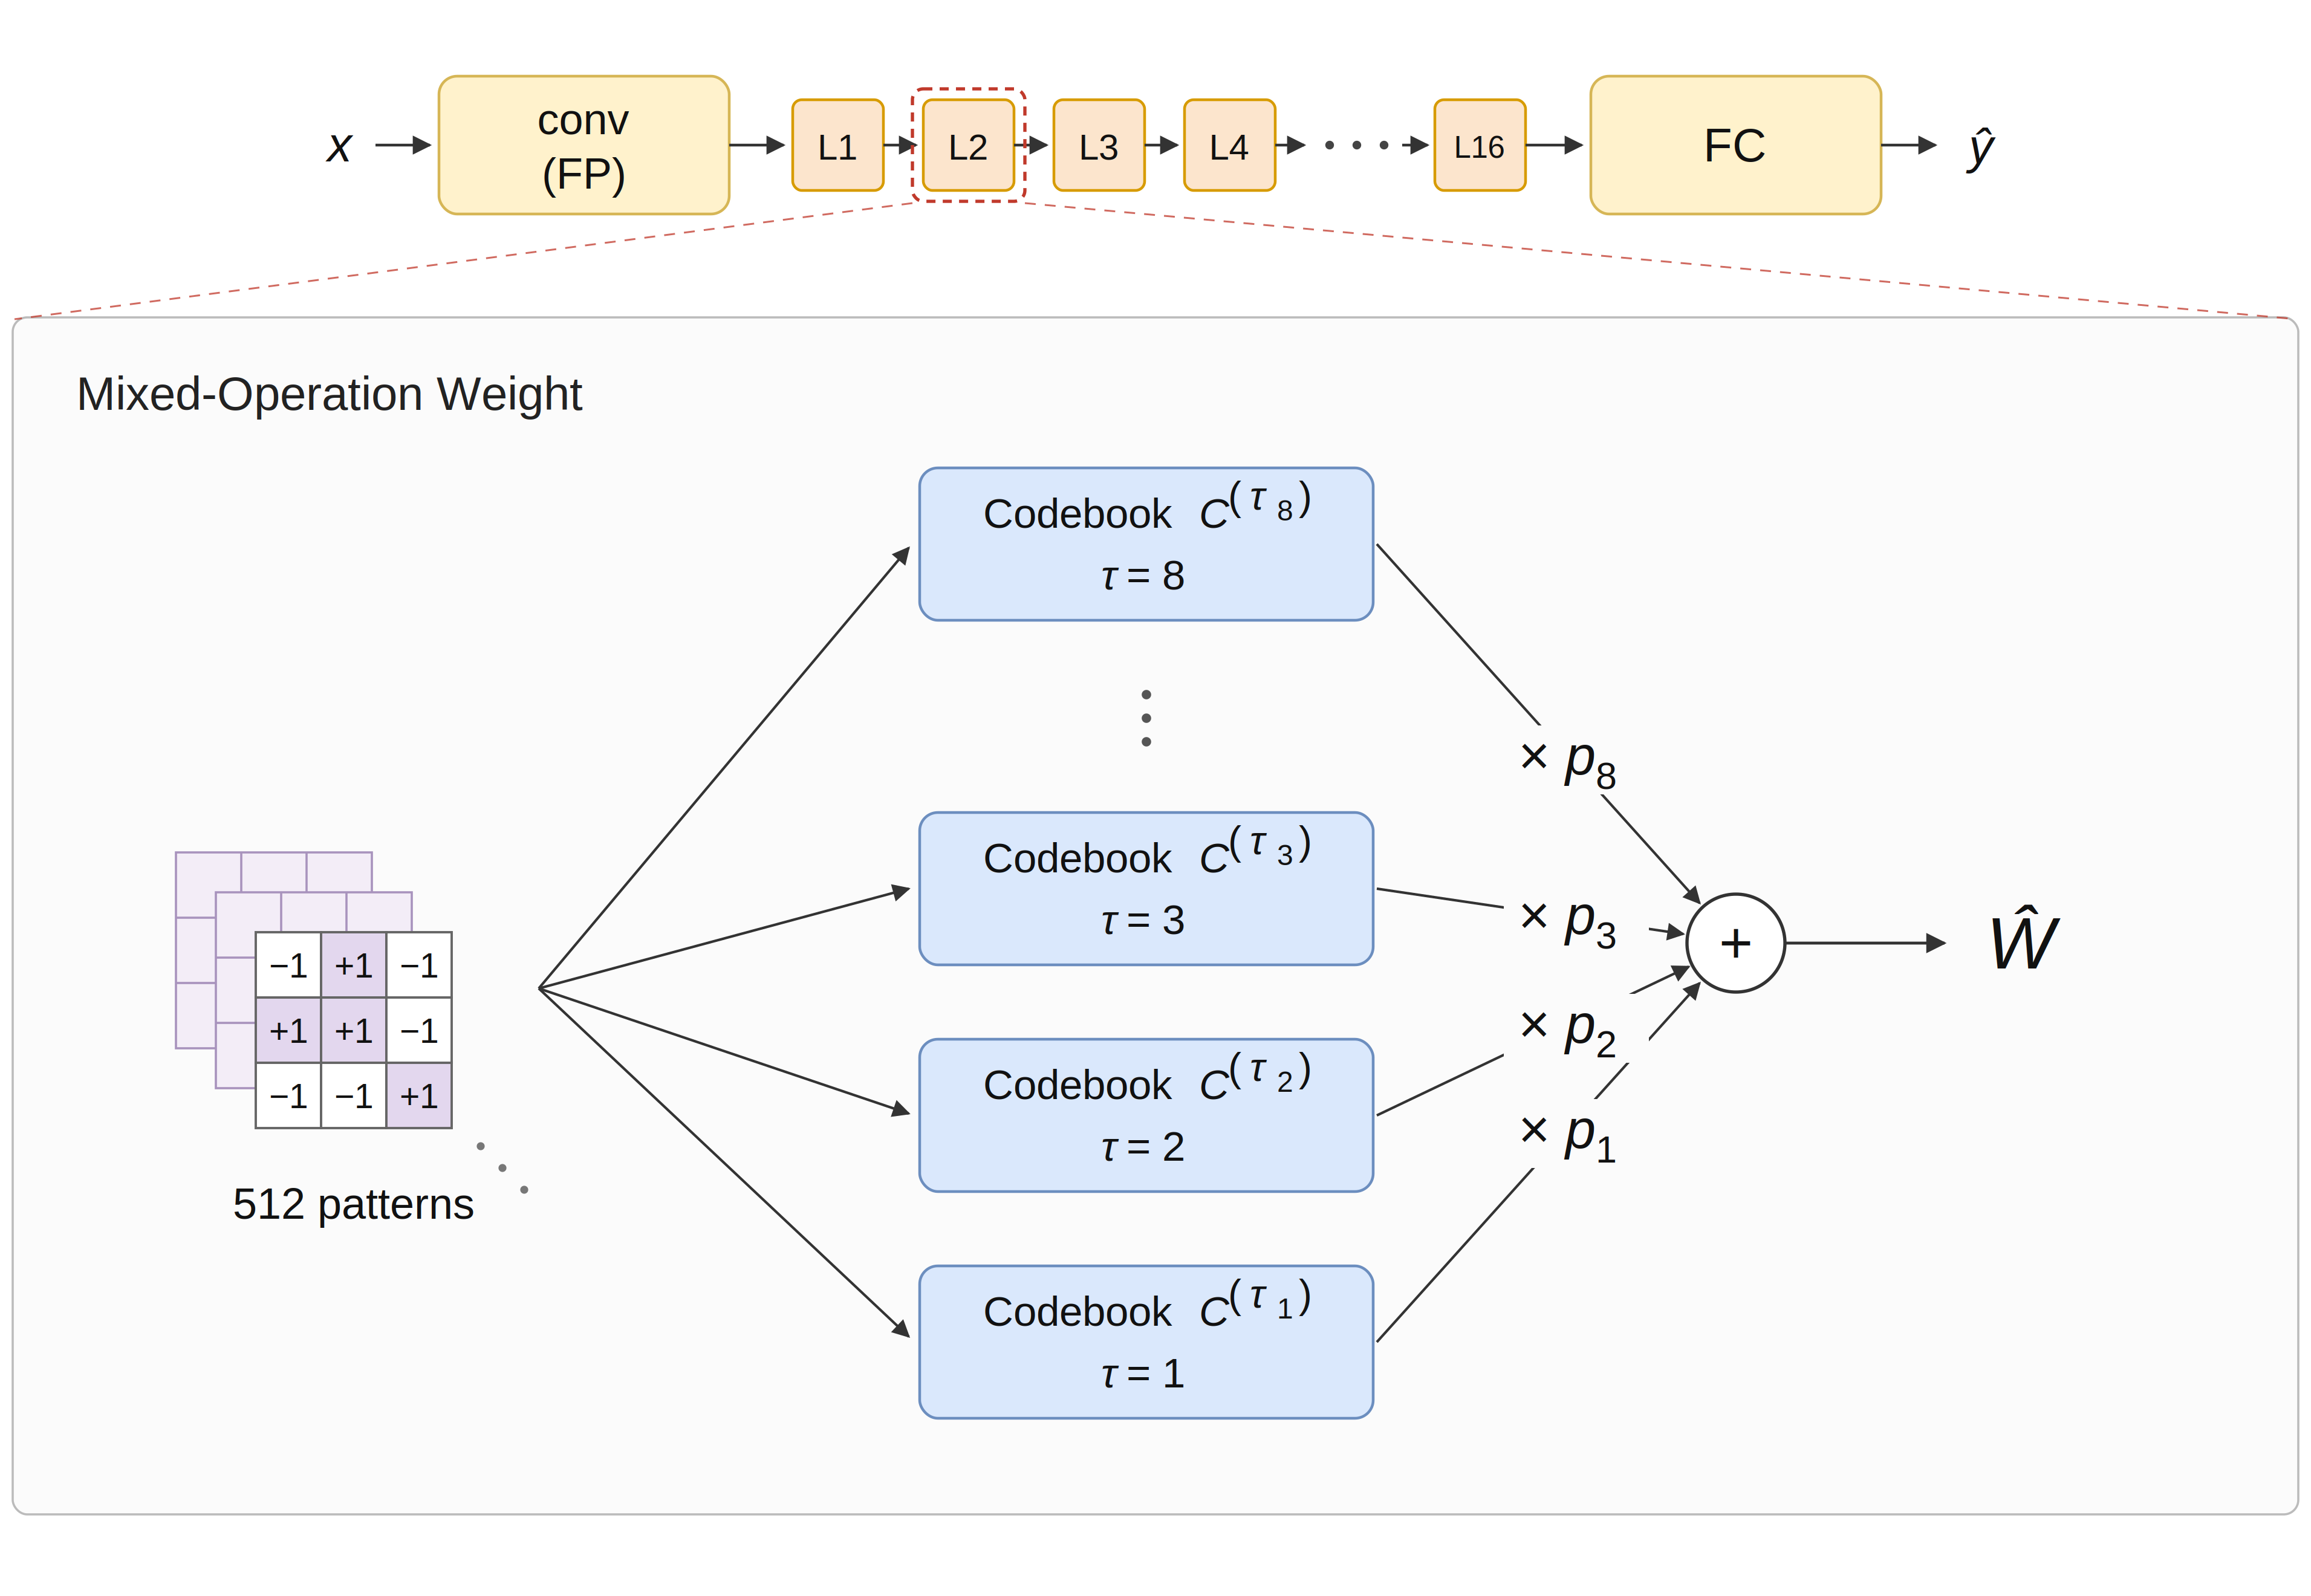 x
conv
(FP)
L1
L2
L3
L4
L16
FC
ŷ
Mixed-Operation Weight
Codebook C(τ8)
τ = 8
× p8
Codebook C(τ3)
τ = 3
× p3
−1 +1 −1
+1 +1 −1
−1 −1 +1
512 patterns
+
Ŵ
Codebook C(τ2)
τ = 2
× p2
Codebook C(τ1)
τ = 1
× p1